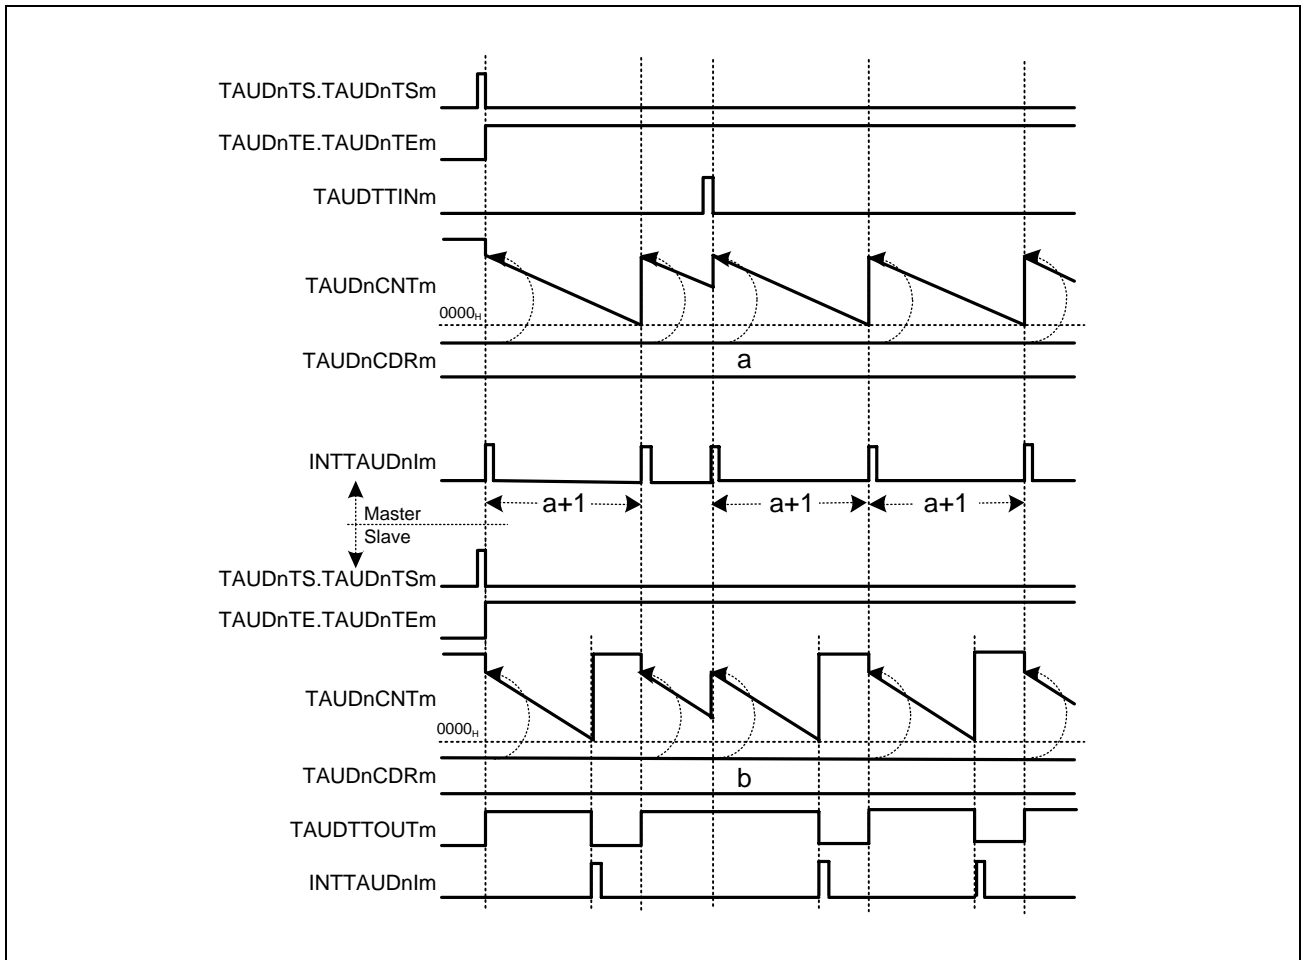 TAUDnTS.TAUDnTSm
TAUDnTE.TAUDnTEm
TAUDTTINm
TAUDnCNTm
0000H
TAUDnCDRm
a
INTTAUDnIm
a+1 a+1 a+1
Master
Slave
TAUDnTS.TAUDnTSm
TAUDnTE.TAUDnTEm
TAUDnCNTm
0000H
TAUDnCDRm
b
TAUDTTOUTm
INTTAUDnIm